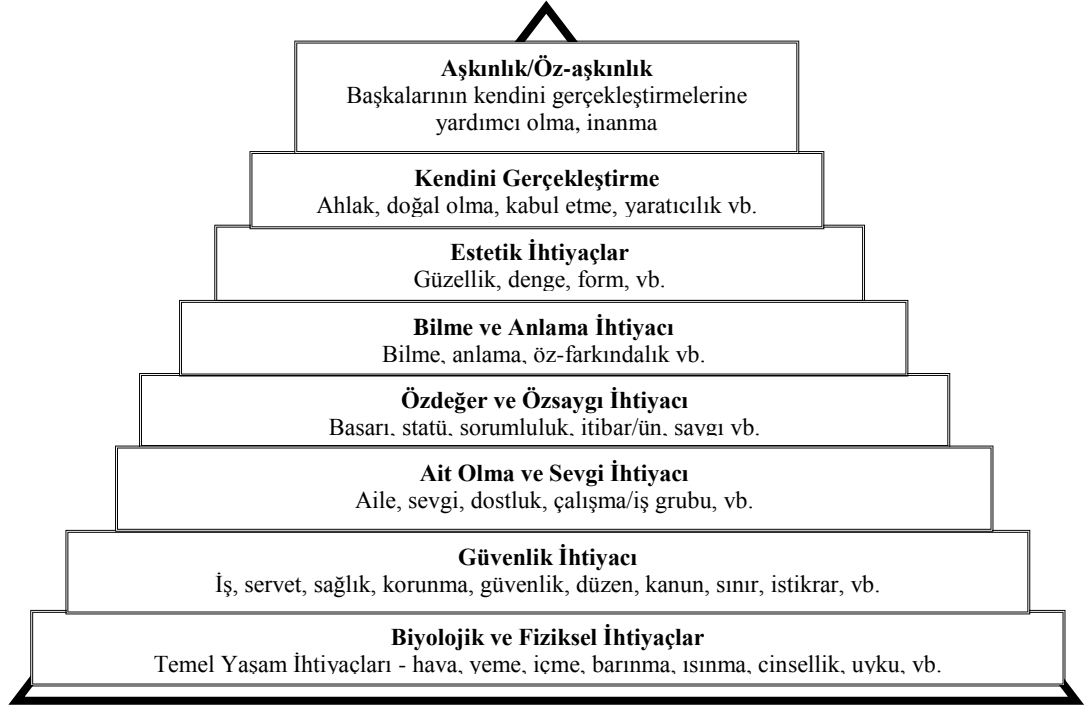 Aşkınlık/Öz-aşkınlık
Başkalarının kendini gerçekleştirmelerine
yardımcı olma, inanma
Kendini Gerçekleştirme
Ahlak, doğal olma, kabul etme, yaratıcılık vb.
Estetik İhtiyaçlar
Güzellik, denge, form, vb.
Bilme ve Anlama İhtiyacı
Bilme, anlama, öz-farkındalık vb.
Özdeğer ve Özsaygı İhtiyacı
Başarı, statü, sorumluluk, itibar/ün, saygı vb.
Ait Olma ve Sevgi İhtiyacı
Aile, sevgi, dostluk, çalışma/iş grubu, vb.
Güvenlik İhtiyacı
İş, servet, sağlık, korunma, güvenlik, düzen, kanun, sınır, istikrar, vb.
Biyolojik ve Fiziksel İhtiyaçlar
Temel Yaşam İhtiyaçları - hava, yeme, içme, barınma, ısınma, cinsellik, uyku, vb.